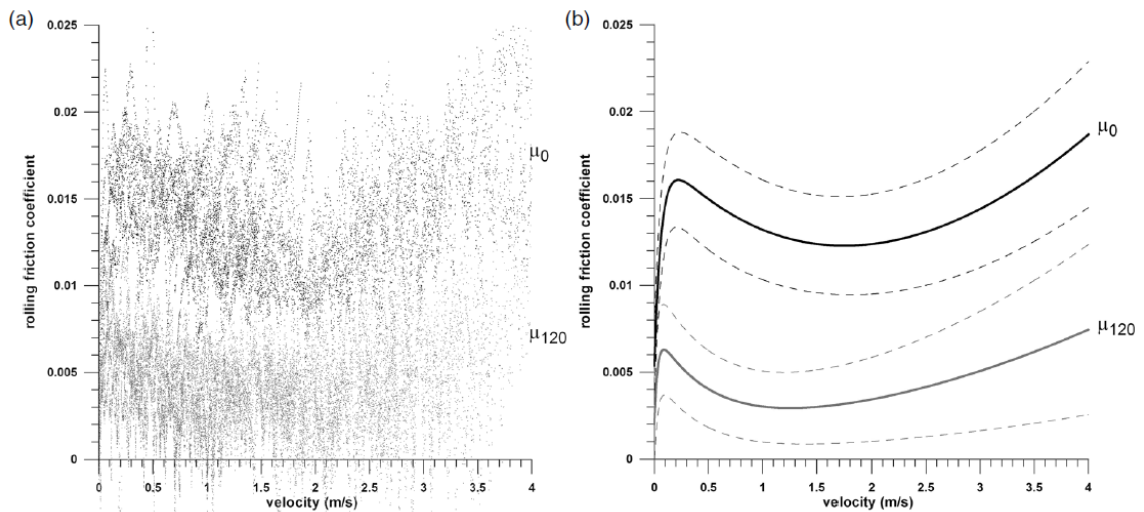 (a)
0.025
0.02
0.015
0.01
0.005
0
rolling friction coefficient
0 0.5 1 1.5 2 2.5 3 3.5 4
velocity (m/s)
μ0
μ120
(b)
0.025
0.02
0.015
0.01
0.005
0
rolling friction coefficient
0 0.5 1 1.5 2 2.5 3 3.5 4
velocity (m/s)
μ0
μ120